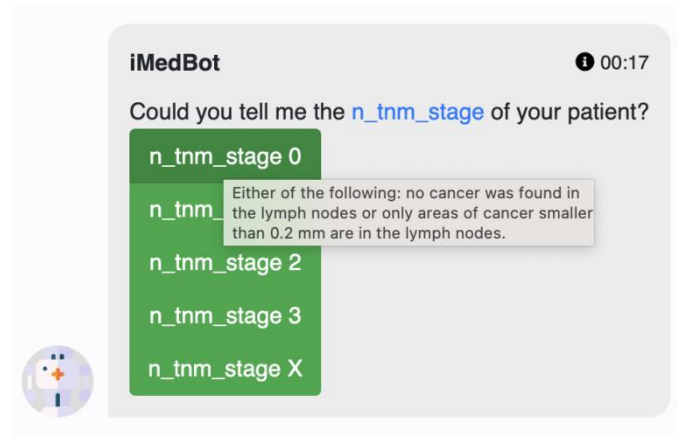 iMedBot
00:17
Could you tell me the n_tnm_stage of your patient?
n_tnm_stage 0
Either of the following: no cancer was found in
n_tnm_
the lymph nodes or only areas of cancer smaller
than 0.2 mm are in the lymph nodes.
n_tnm_stage 2
n_tnm_stage 3
n_tnm_stage X